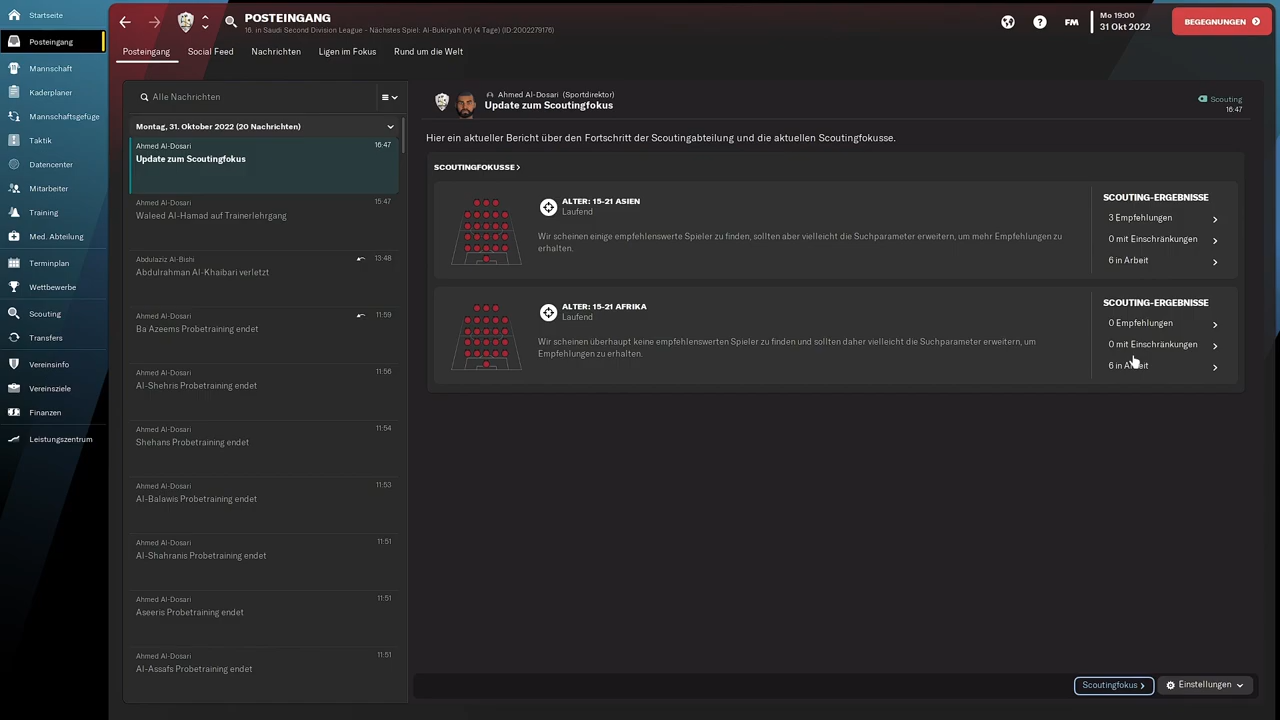 Startseite
Posteingang
Mannschaft
Kaderplaner
Mannschaftsgefüge
Taktik
Datencenter
Mitarbeiter
Training
Med. Abteilung
Terminplan
Wettbewerbe
Scouting
Transfers
Vereinsinfo
Vereinsziele
Finanzen
Leistungszentrum
POSTEINGANG
16. in Saudi Second Division League - Nächstes Spiel: Al-Bukiryah (H) (4 Tage) (ID:2002279176)
FM
Mo 19:00
31 Okt 2022
BEGEGNUNGEN
Posteingang
Social Feed
Nachrichten
Ligen im Fokus
Rund um die Welt
Alle Nachrichten
Montag, 31. Oktober 2022 (20 Nachrichten)
Ahmed Al-Dosari 16:47
Update zum Scoutingfokus
Ahmed Al-Dosari 15:47
Waleed Al-Hamad auf Trainerlehrgang
Abdulaziz Al-Bishi 13:48
Abdulrahman Al-Khaibari verletzt
Ahmed Al-Dosari 11:59
Ba Azeems Probetraining endet
Ahmed Al-Dosari 11:56
Al-Shehris Probetraining endet
Ahmed Al-Dosari 11:54
Shehans Probetraining endet
Ahmed Al-Dosari 11:53
Al-Balawis Probetraining endet
Ahmed Al-Dosari 11:51
Al-Shahranis Probetraining endet
Ahmed Al-Dosari 11:51
Aseeris Probetraining endet
Ahmed Al-Dosari 11:51
Al-Assafs Probetraining endet
Ahmed Al-Dosari (Sportdirektor)
Update zum Scoutingfokus
Scouting
16:47
Hier ein aktueller Bericht über den Fortschritt der Scoutingabteilung und die aktuellen Scoutingfokusse.
SCOUTINGFOKUSSE
ALTER: 15-21 ASIEN
Laufend
Wir scheinen einige empfehlenswerte Spieler zu finden, sollten aber vielleicht die Suchparameter erweitern, um mehr Empfehlungen zu
erhalten.
SCOUTING-ERGEBNISSE
3 Empfehlungen
0 mit Einschränkungen
6 in Arbeit
ALTER: 15-21 AFRIKA
Laufend
Wir scheinen überhaupt keine empfehlenswerten Spieler zu finden und sollten daher vielleicht die Suchparameter erweitern, um
Empfehlungen zu erhalten.
SCOUTING-ERGEBNISSE
0 Empfehlungen
0 mit Einschränkungen
6 in Arbeit
Scoutingfokus
Einstellungen